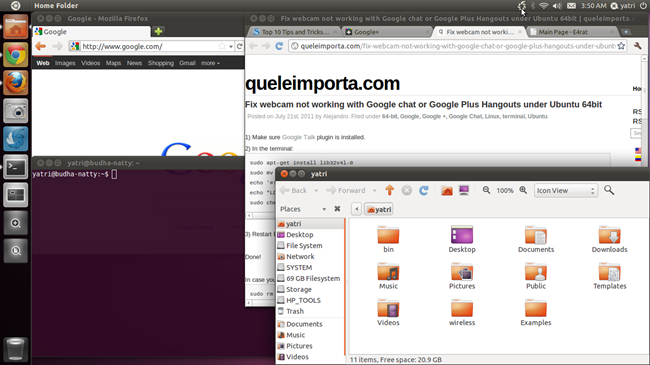 Home Folder
3:50 AM
yatri
Google - Mozilla Firefox
Google
http://www.google.com/
Web Images Videos Maps News Shopping Gmail more
Fix webcam not working with Google chat or Google Plus Hangouts under Ubuntu 64bit | queleimporta
Top 10 Tips and Tricks...
Google+
Fix webcam not worki...
Main Page - E4rat
queleimporta.com/fix-webcam-not-working-with-google-chat-or-google-plus-hangouts-under-ubunt
queleimporta.com
Fix webcam not working with Google chat or Google Plus Hangouts under Ubuntu 64bit
Posted on July 21st, 2011 by Alejandro. Filed under 64-bit, Google, Google +, Google Chat, Linux, terminal, Ubuntu.
1) Make sure Google Talk plugin is installed.
2) In the terminal:
sudo apt-get install lib32v4l-0
sudo mv
echo
echo
sudo
3) Restart
Done!
In case you
sudo rm
yatri@budha-natty: ~
yatri@budha-natty:~$
yatri
Back
Forward
100%
Icon View
Places
yatri
yatri
Desktop
File System
Network
SYSTEM
69 GB Filesystem
Storage
HP_TOOLS
Trash
Documents
Music
Pictures
Videos
bin
Desktop
Documents
Downloads
Music
Pictures
Public
Templates
Videos
wireless
Examples
11 items, Free space: 20.9 GB